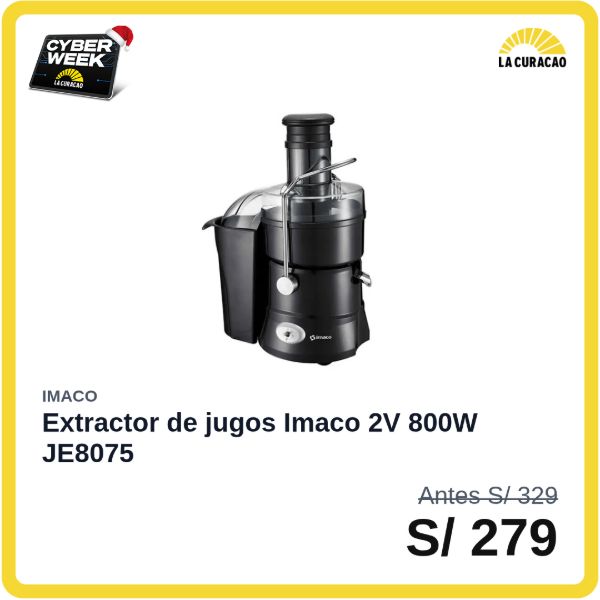 CYBER
WEEK
LA CURACAO
LA CURACAO
imaco
IMACO
Extractor de jugos Imaco 2V 800W
JE8075
Antes S/ 329
S/ 279